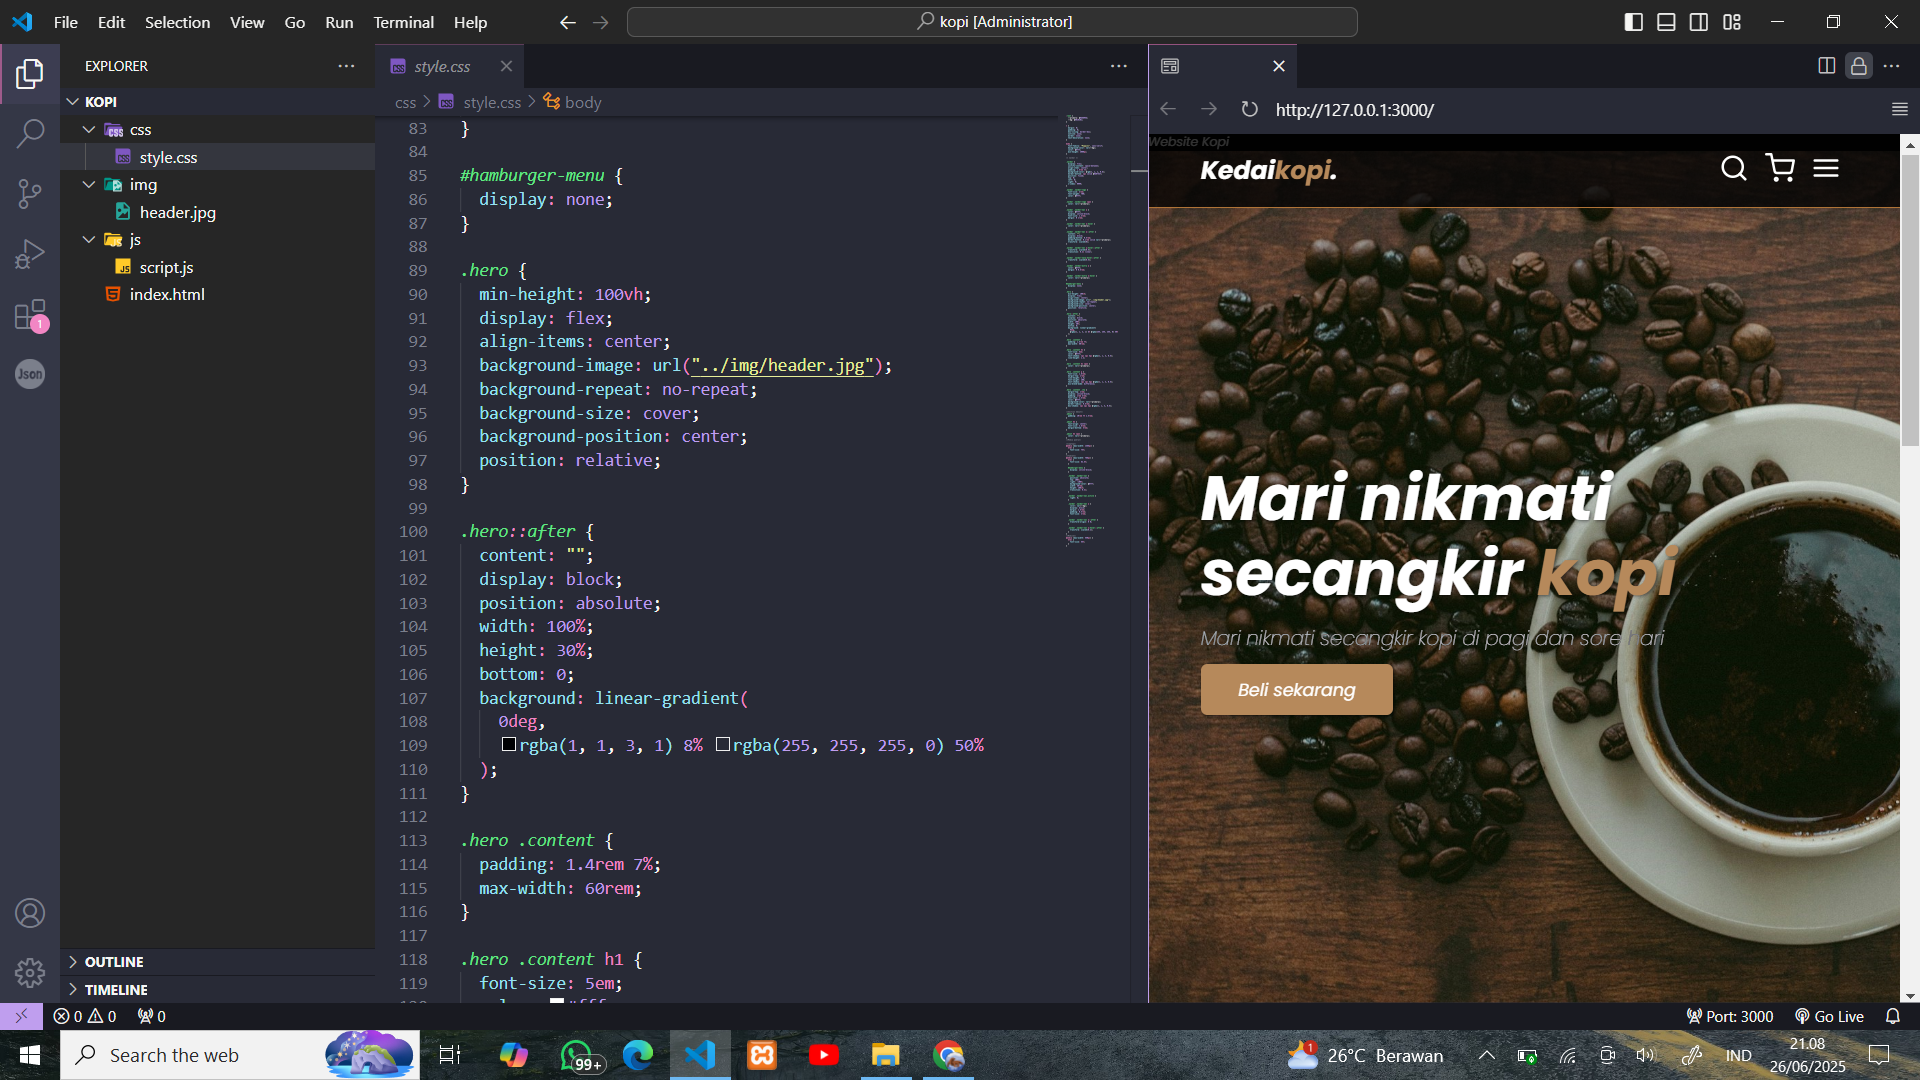 File Edit Selection View Go Run Terminal Help
kopi [Administrator]
EXPLORER
KOPI
css
style.css
img
header.jpg
js
script.js
index.html
OUTLINE
TIMELINE
Json
1
style.css
css > style.css > body
83 }
84
85 #hamburger-menu {
86 display: none;
87 }
88
89 .hero {
90 min-height: 100vh;
91 display: flex;
92 align-items: center;
93 background-image: url("../img/header.jpg");
94 background-repeat: no-repeat;
95 background-size: cover;
96 background-position: center;
97 position: relative;
98 }
99
100 .hero::after {
101 content: "";
102 display: block;
103 position: absolute;
104 width: 100%;
105 height: 30%;
106 bottom: 0;
107 background: linear-gradient(
108 0deg,
109 rgba(1, 1, 3, 1) 8% rgba(255, 255, 255, 0) 50%
110 );
111 }
112
113 .hero .content {
114 padding: 1.4rem 7%;
115 max-width: 60rem;
116 }
117
118 .hero .content h1 {
119 font-size: 5em;
http://127.0.0.1:3000/
Website Kopi
Kedaikopi.
Mari nikmati
secangkir kopi
Mari nikmati secangkir kopi di pagi dan sore hari
Beli sekarang
0 0 0
Port: 3000 Go Live
Search the web
99+
1
26°C Berawan
IND
21.08
26/06/2025